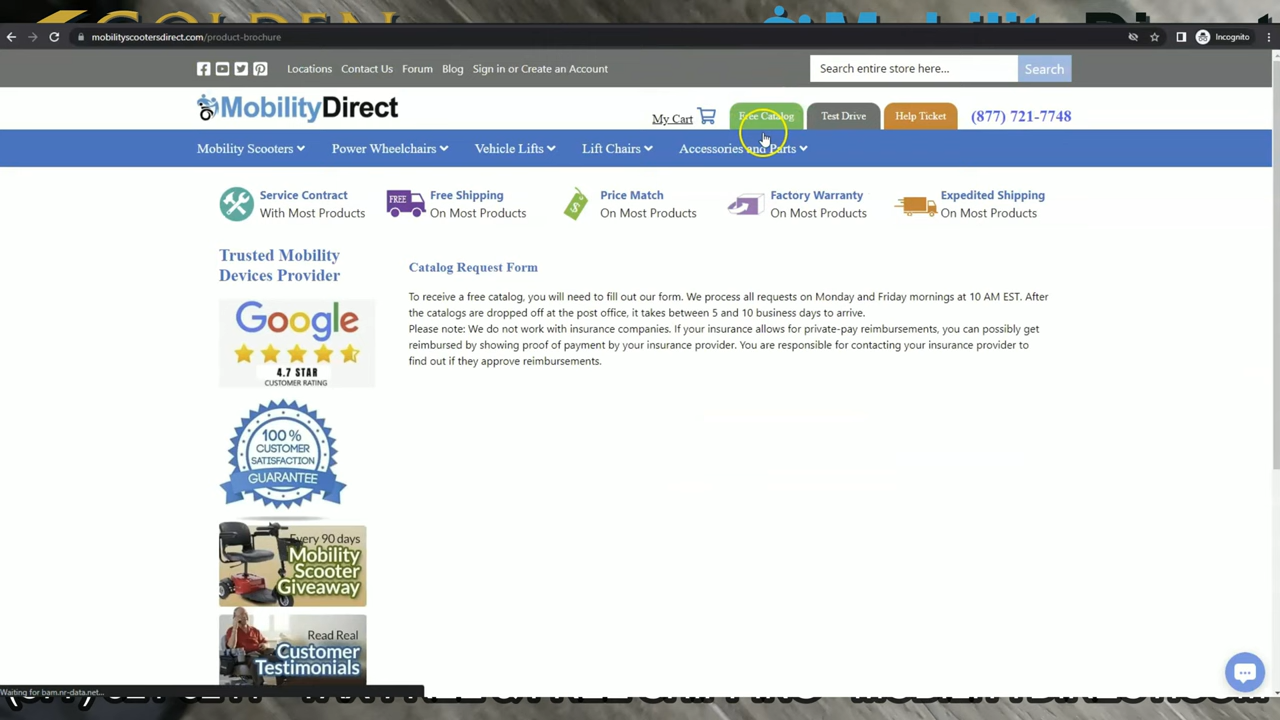 mobilityscootersdirect.com/product-brochure
Incognito
Locations Contact Us Forum Blog Sign in or Create an Account
Search entire store here... Search
MobilityDirect
My Cart
Free Catalog
Test Drive
Help Ticket
(877) 721-7748
Mobility Scooters Power Wheelchairs Vehicle Lifts Lift Chairs Accessories and Parts
Service Contract
With Most Products
FREE
Free Shipping
On Most Products
Price Match
On Most Products
Factory Warranty
On Most Products
Expedited Shipping
On Most Products
Trusted Mobility
Devices Provider
Google
4.7 STAR
CUSTOMER RATING
100%
CUSTOMER
SATISFACTION
GUARANTEE
Every 90 days
Mobility
Scooter
Giveaway
Read Real
Customer
Testimonials
Catalog Request Form
To receive a free catalog, you will need to fill out our form. We process all requests on Monday and Friday mornings at 10 AM EST. After
the catalogs are dropped off at the post office, it takes between 5 and 10 business days to arrive.
Please note: We do not work with insurance companies. If your insurance allows for private-pay reimbursements, you can possibly get
reimbursed by showing proof of payment by your insurance provider. You are responsible for contacting your insurance provider to
find out if they approve reimbursements.
Waiting for bam.nr-data.net...